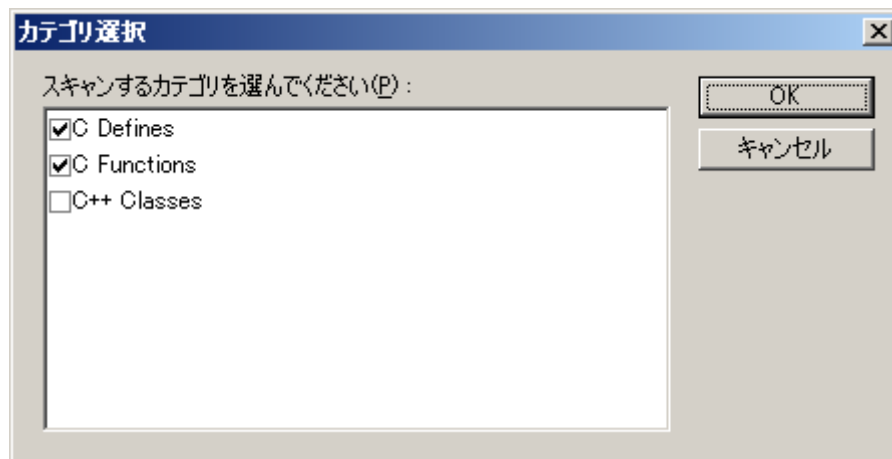 カテゴリ選択
スキャンするカテゴリを選んでください(P) :
C Defines
C Functions
C++ Classes
OK
キャンセル